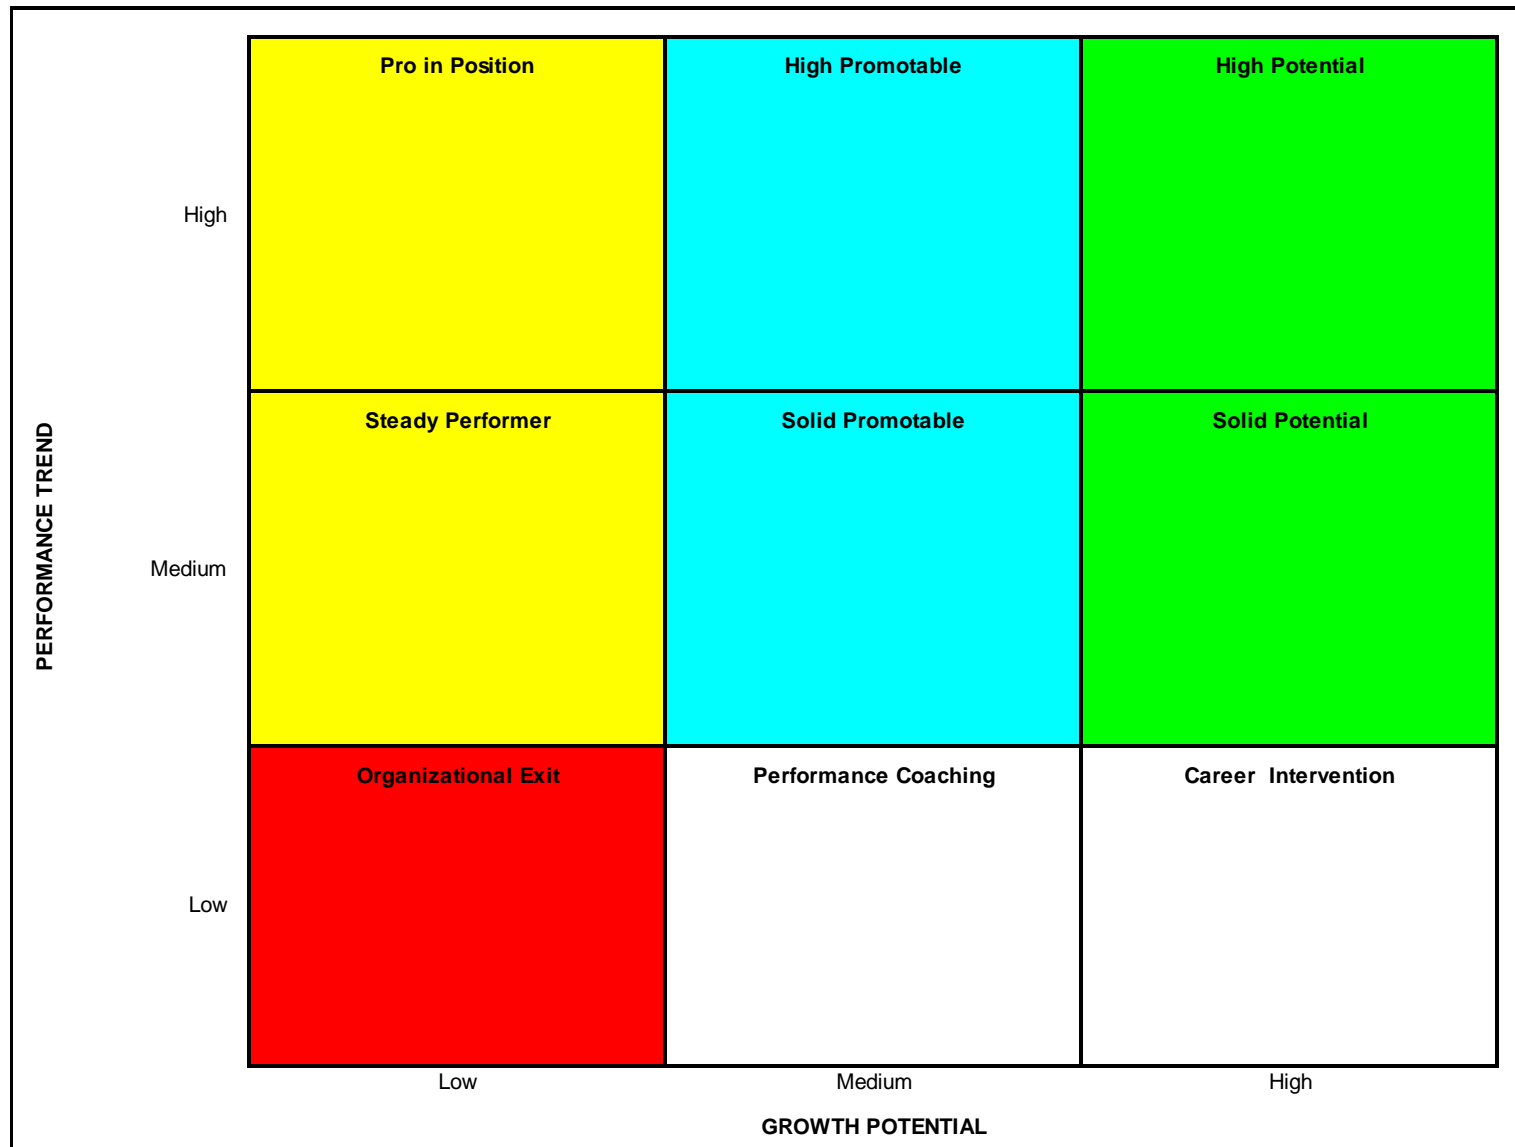 Pro in Position
High Promotable
High Potential
High
Steady Performer
Solid Promotable
Solid Potential
PERFORMANCE TREND
Medium
Organizational Exit
Performance Coaching
Career  Intervention
Low
Low
Medium
High
GROWTH POTENTIAL